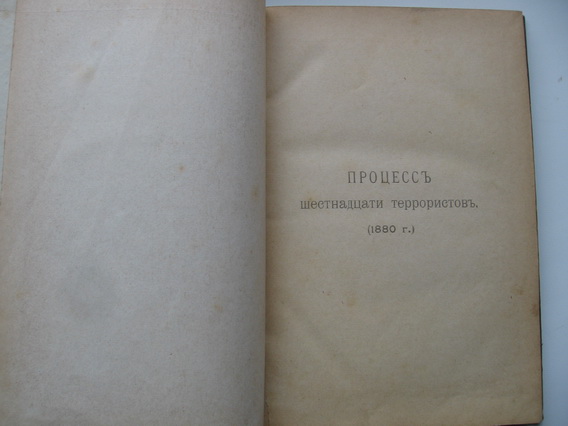 ПРОЦЕССЪ
шестнадцати террористовъ.
(1880 г.)